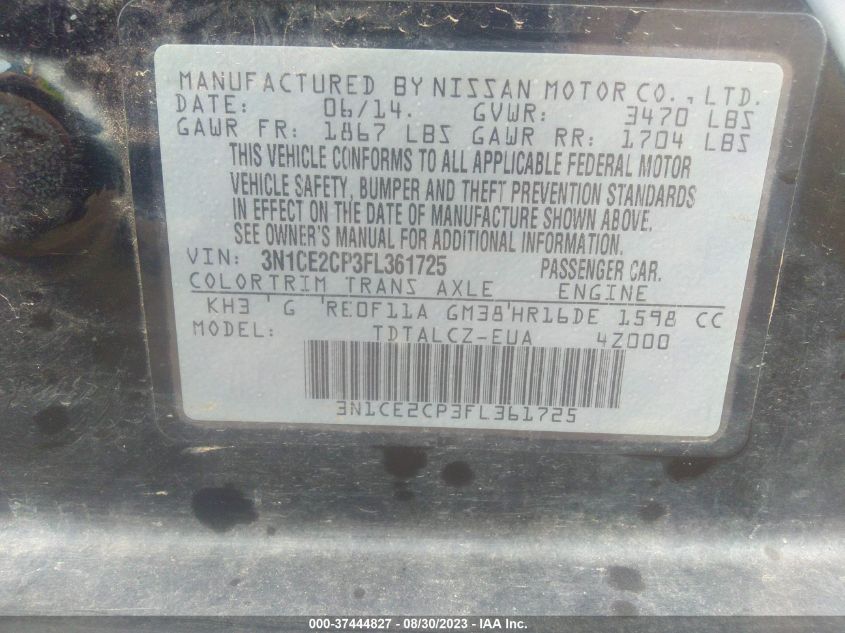 MANUFACTURED BY NISSAN MOTOR CO., LTD.
DATE: 06/14. GVWR: 3470 LBS
GAWR FR: 1867 LBS GAWR RR: 1704 LBS
THIS VEHICLE CONFORMS TO ALL APPLICABLE FEDERAL MOTOR
VEHICLE SAFETY, BUMPER AND THEFT PREVENTION STANDARDS
IN EFFECT ON THE DATE OF MANUFACTURE SHOWN ABOVE.
SEE OWNER'S MANUAL FOR ADDITIONAL INFORMATION.
VIN: 3N1CE2CP3FL361725 PASSENGER CAR.
COLORTRIM TRANS AXLE ENGINE
KH3 'G 'RE0F11A GM38'HR16DE 1598 CC
MODEL: TDTALCZ-EUA 4Z000
3N1CE2CP3FL361725
000-37444827 - 08/30/2023 - IAA Inc.